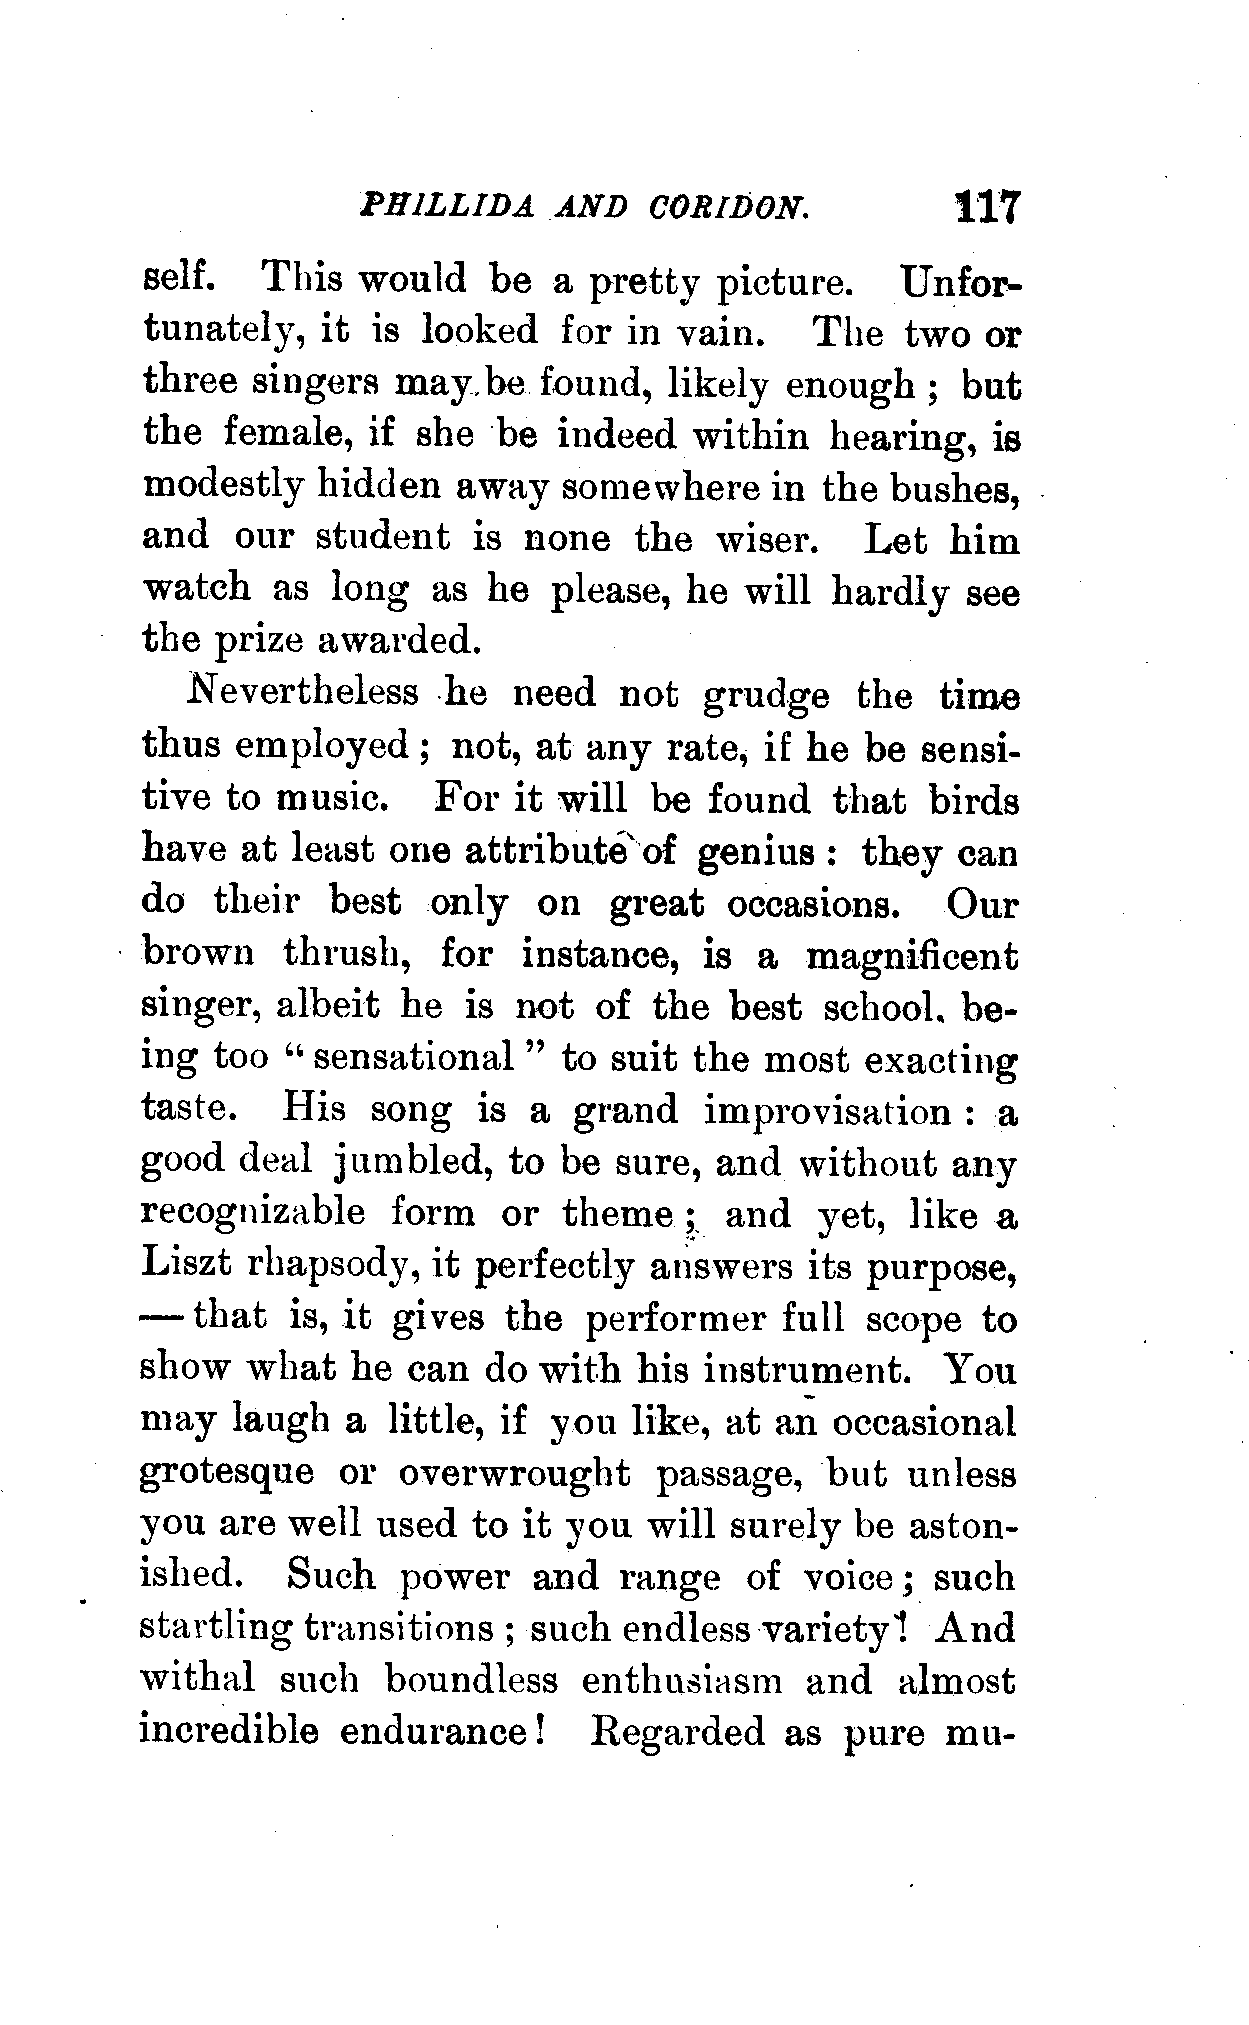 PHILLIDA AND CORIDON. 117
self. This would be a pretty picture. Unfor-
tunately, it is looked for in vain. The two or
three singers may be found, likely enough ; but
the female, if she be indeed within hearing, is
modestly hidden away somewhere in the bushes,
and our student is none the wiser. Let him
watch as long as he please, he will hardly see
the prize awarded.
Nevertheless he need not grudge the time
thus employed ; not, at any rate, if he be sensi-
tive to music. For it will be found that birds
have at least one attribute of genius : they can
do their best only on great occasions. Our
brown thrush, for instance, is a magnificent
singer, albeit he is not of the best school. be-
ing too “ sensational ” to suit the most exacting
taste. His song is a grand improvisation : a
good deal jumbled, to be sure, and without any
recognizable form or theme ; and yet, like a
Liszt rhapsody, it perfectly answers its purpose,
— that is, it gives the performer full scope to
show what he can do with his instrument. You
may laugh a little, if you like, at an occasional
grotesque or overwrought passage, but unless
you are well used to it you will surely be aston-
ished. Such power and range of voice ; such
startling transitions ; such endless variety ! And
withal such boundless enthusiasm and almost
incredible endurance ! Regarded as pure mu-